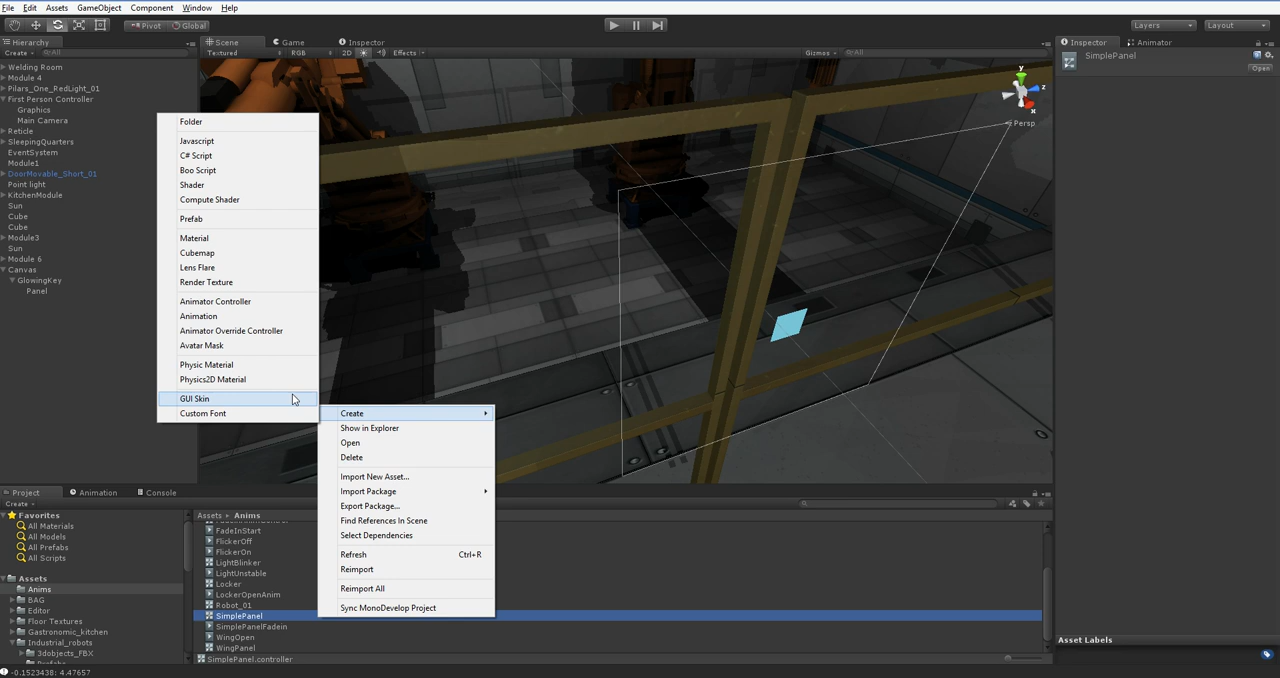 File Edit Assets GameObject Component Window Help
Pivot Global Layers Layout
Hierarchy
Create All
Welding Room
Module 4
Pilars_One_RedLight_01
First Person Controller
Graphics
Main Camera
Reticle
SleepingQuarters
EventSystem
Module1
DoorMovable_Short_01
Point light
KitchenModule
Sun
Cube
Cube
Module3
Sun
Module 6
Canvas
GlowingKey
Panel
Scene Game Inspector
Textured RGB 2D Effects Gizmos All
y
z
x
Persp
Folder
Javascript
C# Script
Boo Script
Shader
Compute Shader
Prefab
Material
Cubemap
Lens Flare
Render Texture
Animator Controller
Animation
Animator Override Controller
Avatar Mask
Physic Material
Physics2D Material
GUI Skin
Custom Font
Create
Show in Explorer
Open
Delete
Import New Asset...
Import Package
Export Package...
Find References In Scene
Select Dependencies
Refresh Ctrl+R
Reimport
Reimport All
Sync MonoDevelop Project
Inspector Animator
SimplePanel
Open
Asset Labels
Project Animation Console
Create
Favorites
All Materials
All Models
All Prefabs
All Scripts
Assets
Anims
BAG
Editor
Floor Textures
Gastronomic_kitchen
Industrial_robots
3dobjects_FBX
Assets Anims
FadeInStart
FlickerOff
FlickerOn
LightBlinker
LightUnstable
Locker
LockerOpenAnim
Robot_01
SimplePanel
SimplePanelFadein
WingOpen
WingPanel
SimplePanel.controller
-0.1523438: 4.47657